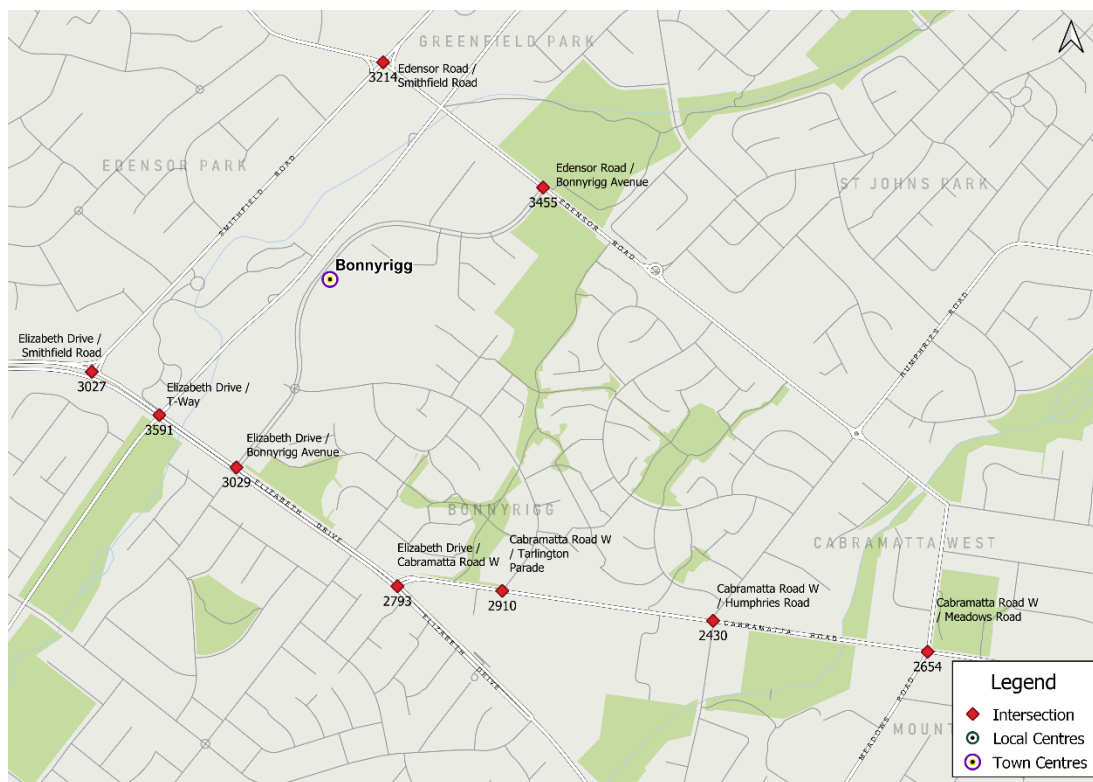 GREENFIELD PARK
Edensor Road /
Smithfield Road
3214
EDENSOR PARK
SMITHFIELD ROAD
Edensor Road /
Bonnyrigg Avenue
3455
EDENSOR ROAD
ST JOHNS PARK
Bonnyrigg
HUMPHRIES ROAD
Elizabeth Drive /
Smithfield Road
3027
Elizabeth Drive /
T-Way
3591
Elizabeth Drive /
Bonnyrigg Avenue
3029
ELIZABETH DRIVE
BONNYRIGG
Elizabeth Drive /
Cabramatta Road W
2793
Cabramatta Road W
/ Tarlington
Parade
2910
CABRAMATTA WEST
Cabramatta Road W
/ Humphries Road
2430
CABRAMATTA ROAD
Cabramatta Road W
/ Meadows Road
2654
ELIZABETH DRIVE
MEADOWS ROAD
MOUNT
Legend
Intersection
Local Centres
Town Centres